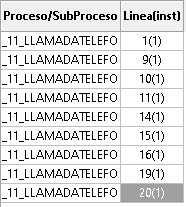 Proceso/SubProceso Linea(inst)
_11_LLAMADATELEFO 1(1)
_11_LLAMADATELEFO 9(1)
_11_LLAMADATELEFO 10(1)
_11_LLAMADATELEFO 11(1)
_11_LLAMADATELEFO 14(1)
_11_LLAMADATELEFO 15(1)
_11_LLAMADATELEFO 16(1)
_11_LLAMADATELEFO 19(1)
_11_LLAMADATELEFO 20(1)